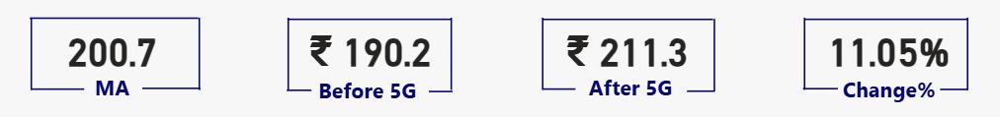 200.7
MA
₹ 190.2
Before 5G
₹ 211.3
After 5G
11.05%
Change%